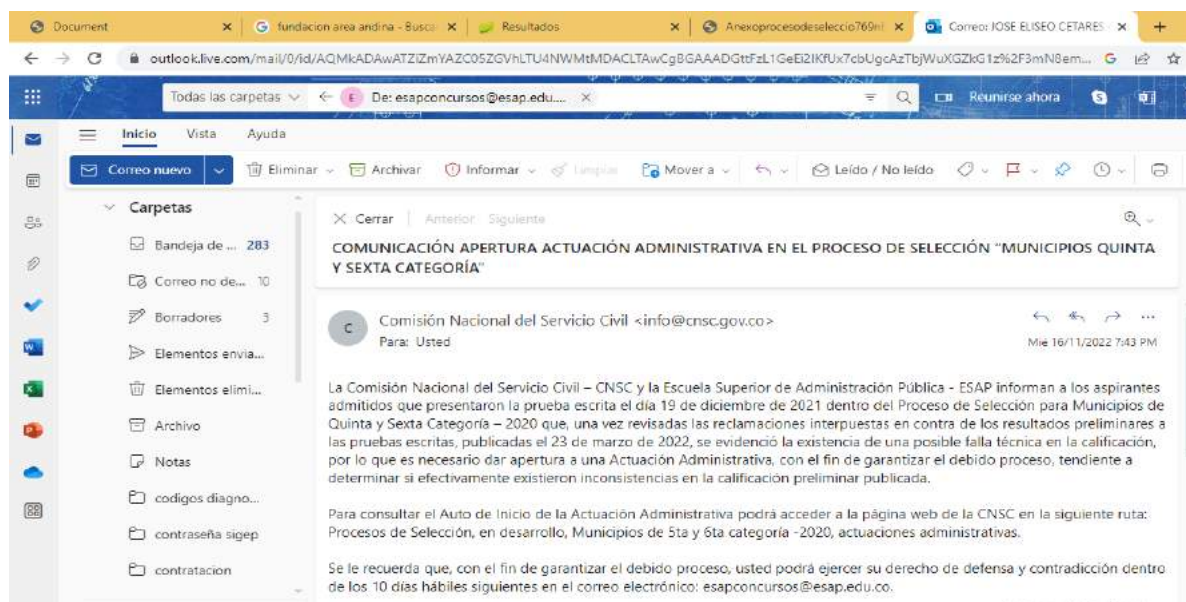 Document
fundacion area andina - Busca
Resultados
Anexoprocesodeseleccio769n
Correo: JOSE ELISEO CETARES
Todas las carpetas
De: esapconcursos@esap.edu....
Reunirse ahora
Inicio Vista Ayuda
Correo nuevo Eliminar Archivar Informar Limpiar Mover a Leído / No leído
Carpetas
Bandeja de ... 283
Correo no de... 10
Borradores 3
Elementos envia...
Elementos elimi...
Archivo
Notas
codigos diagno...
contraseña sigep
contratacion
Cerrar Anterior Siguiente
COMUNICACIÓN APERTURA ACTUACIÓN ADMINISTRATIVA EN EL PROCESO DE SELECCIÓN "MUNICIPIOS QUINTA
Y SEXTA CATEGORÍA"
C
Comisión Nacional del Servicio Civil <info@cnsc.gov.co>
Para: Usted
Mié 16/11/2022 7:43 PM
La Comisión Nacional del Servicio Civil – CNSC y la Escuela Superior de Administración Pública - ESAP informan a los aspirantes
admitidos que presentaron la prueba escrita el día 19 de diciembre de 2021 dentro del Proceso de Selección para Municipios de
Quinta y Sexta Categoría – 2020 que, una vez revisadas las reclamaciones interpuestas en contra de los resultados preliminares a
las pruebas escritas, publicadas el 23 de marzo de 2022, se evidenció la existencia de una posible falla técnica en la calificación,
por lo que es necesario dar apertura a una Actuación Administrativa, con el fin de garantizar el debido proceso, tendiente a
determinar si efectivamente existieron inconsistencias en la calificación preliminar publicada.
Para consultar el Auto de Inicio de la Actuación Administrativa podrá acceder a la página web de la CNSC en la siguiente ruta:
Procesos de Selección, en desarrollo, Municipios de 5ta y 6ta categoría -2020, actuaciones administrativas.
Se le recuerda que, con el fin de garantizar el debido proceso, usted podrá ejercer su derecho de defensa y contradicción dentro
de los 10 días hábiles siguientes en el correo electrónico: esapconcursos@esap.edu.co.